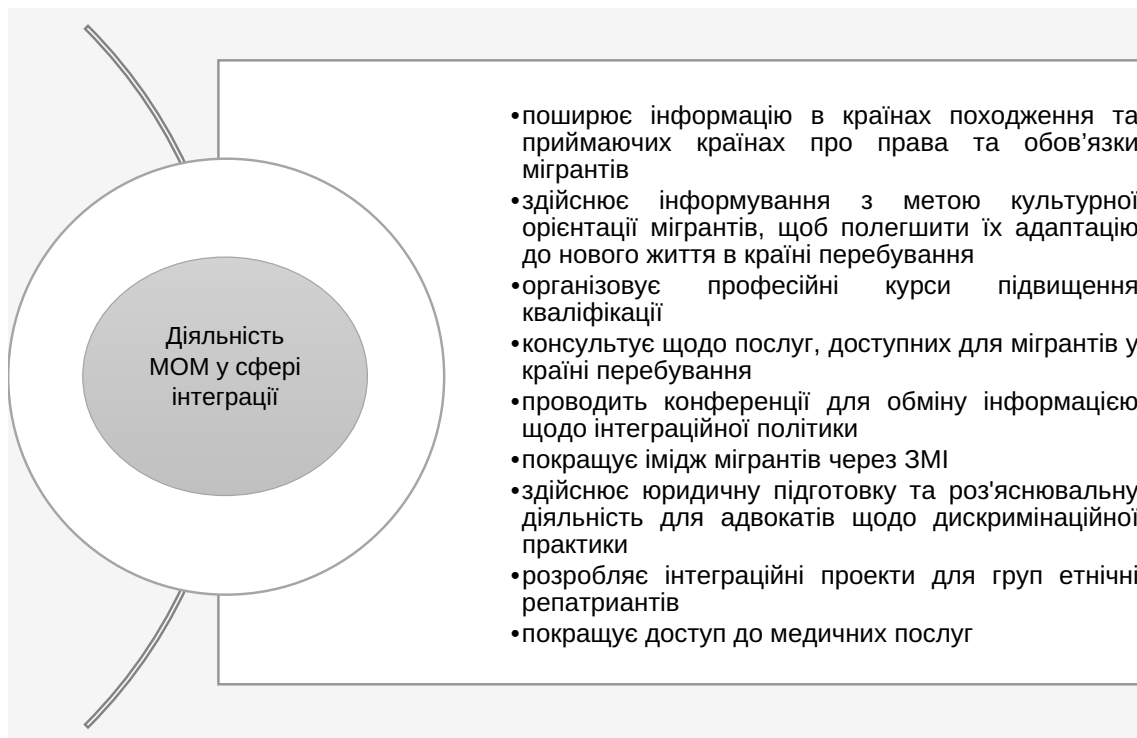 Діяльність
МОМ у сфері
інтеграції
•поширює інформацію в країнах походження та
приймаючих країнах про права та обов’язки
мігрантів
•здійснює інформування з метою культурної
орієнтації мігрантів, щоб полегшити їх адаптацію
до нового життя в країні перебування
•організовує професійні курси підвищення
кваліфікації
•консультує щодо послуг, доступних для мігрантів у
країні перебування
•проводить конференції для обміну інформацією
щодо інтеграційної політики
•покращує імідж мігрантів через ЗМІ
•здійснює юридичну підготовку та роз'яснювальну
діяльність для адвокатів щодо дискримінаційної
практики
•розробляє інтеграційні проекти для груп етнічні
репатриантів
•покращує доступ до медичних послуг